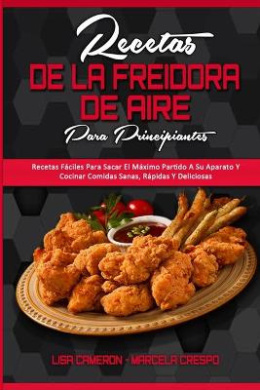 Recetas
DE LA FREIDORA
DE AIRE
Para Principiantes
Recetas Fáciles Para Sacar El Máximo Partido A Su Aparato Y
Cocinar Comidas Sanas, Rápidas Y Deliciosas
LISA CAMERON - MARCELA CRESPO